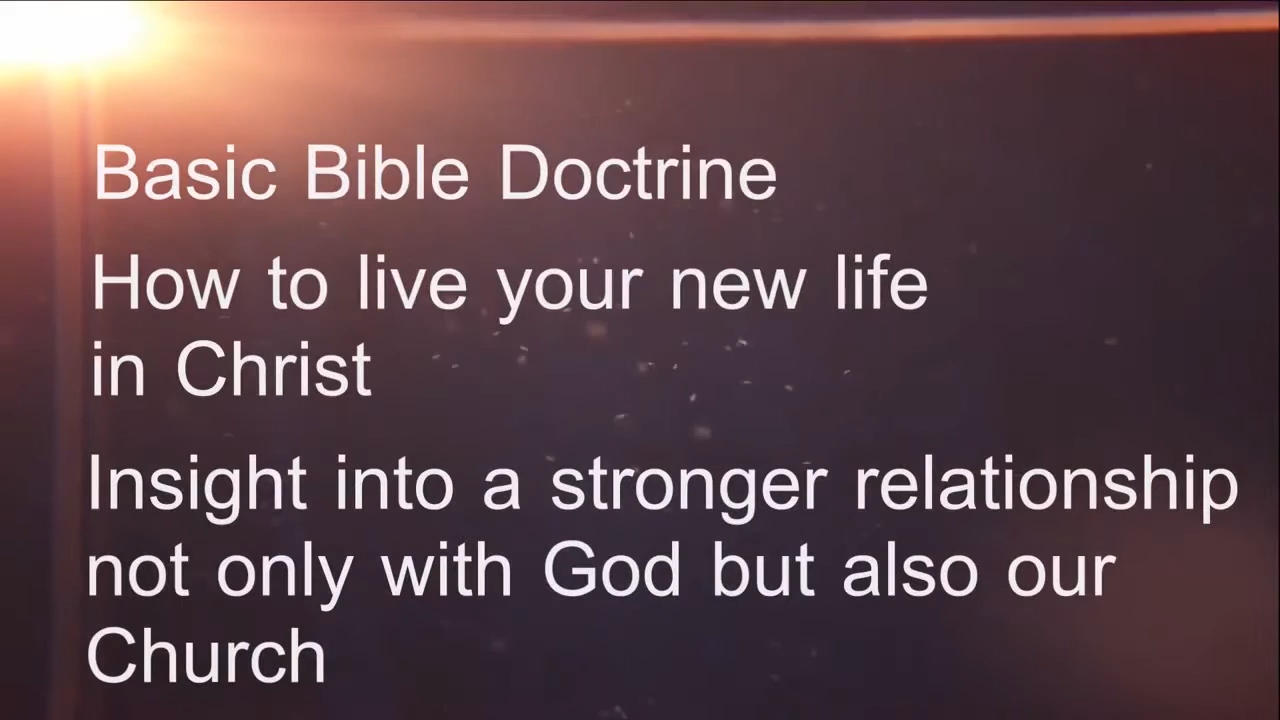 Basic Bible Doctrine
How to live your new life
in Christ
Insight into a stronger relationship
not only with God but also our
Church